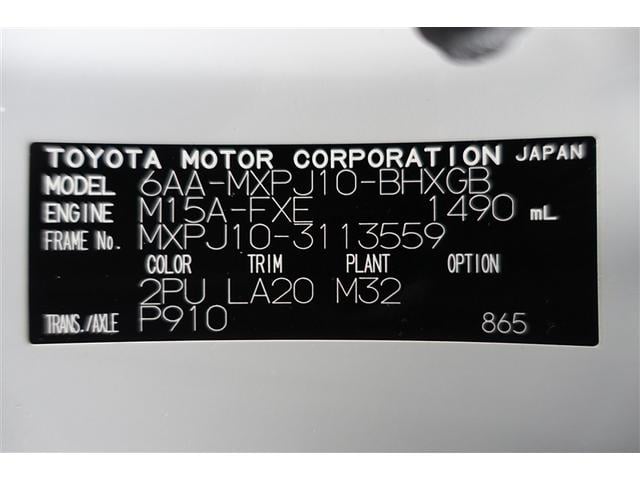 TOYOTA MOTOR CORPORATION JAPAN
MODEL 6AA-MXPJ10-BHXGB
ENGINE M15A-FXE 1490 mL
FRAME No. MXPJ10-3113559
COLOR TRIM PLANT OPTION
2PU LA20 M32
TRANS./AXLE P910 865